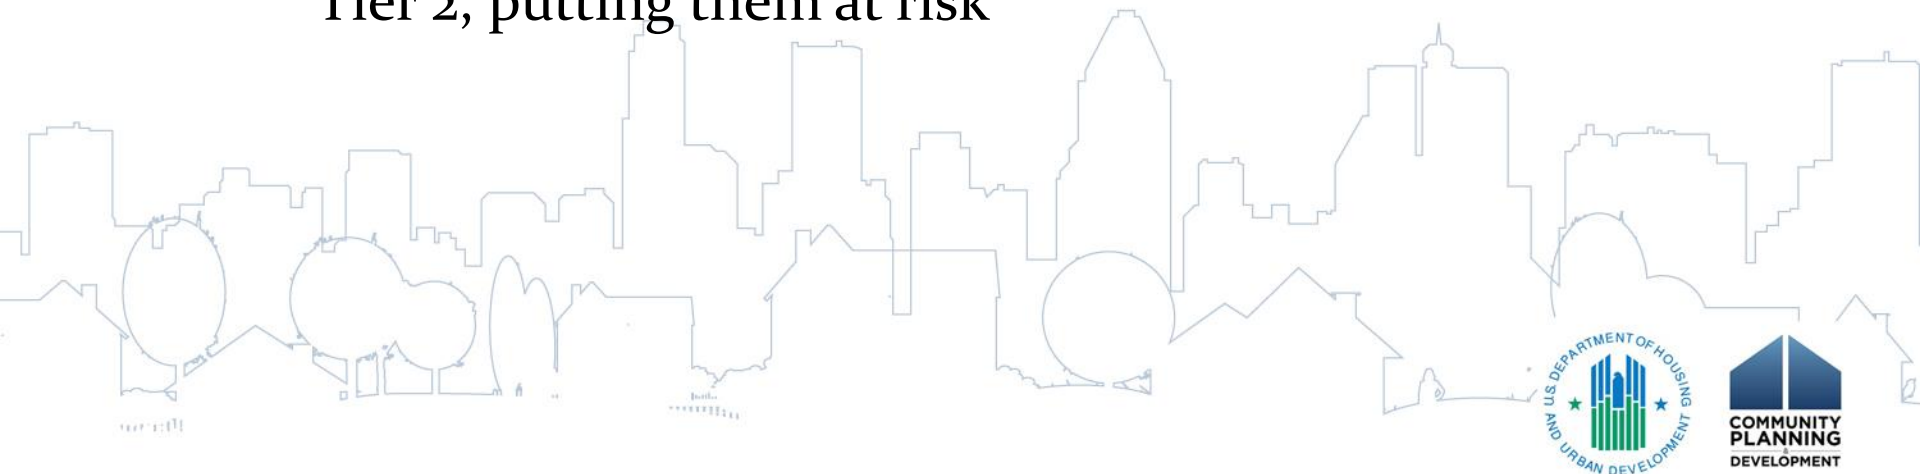 Tier 2, putting them at risk
U.S. DEPARTMENT OF HOUSING
AND URBAN DEVELOPMENT
COMMUNITY
PLANNING
&
DEVELOPMENT